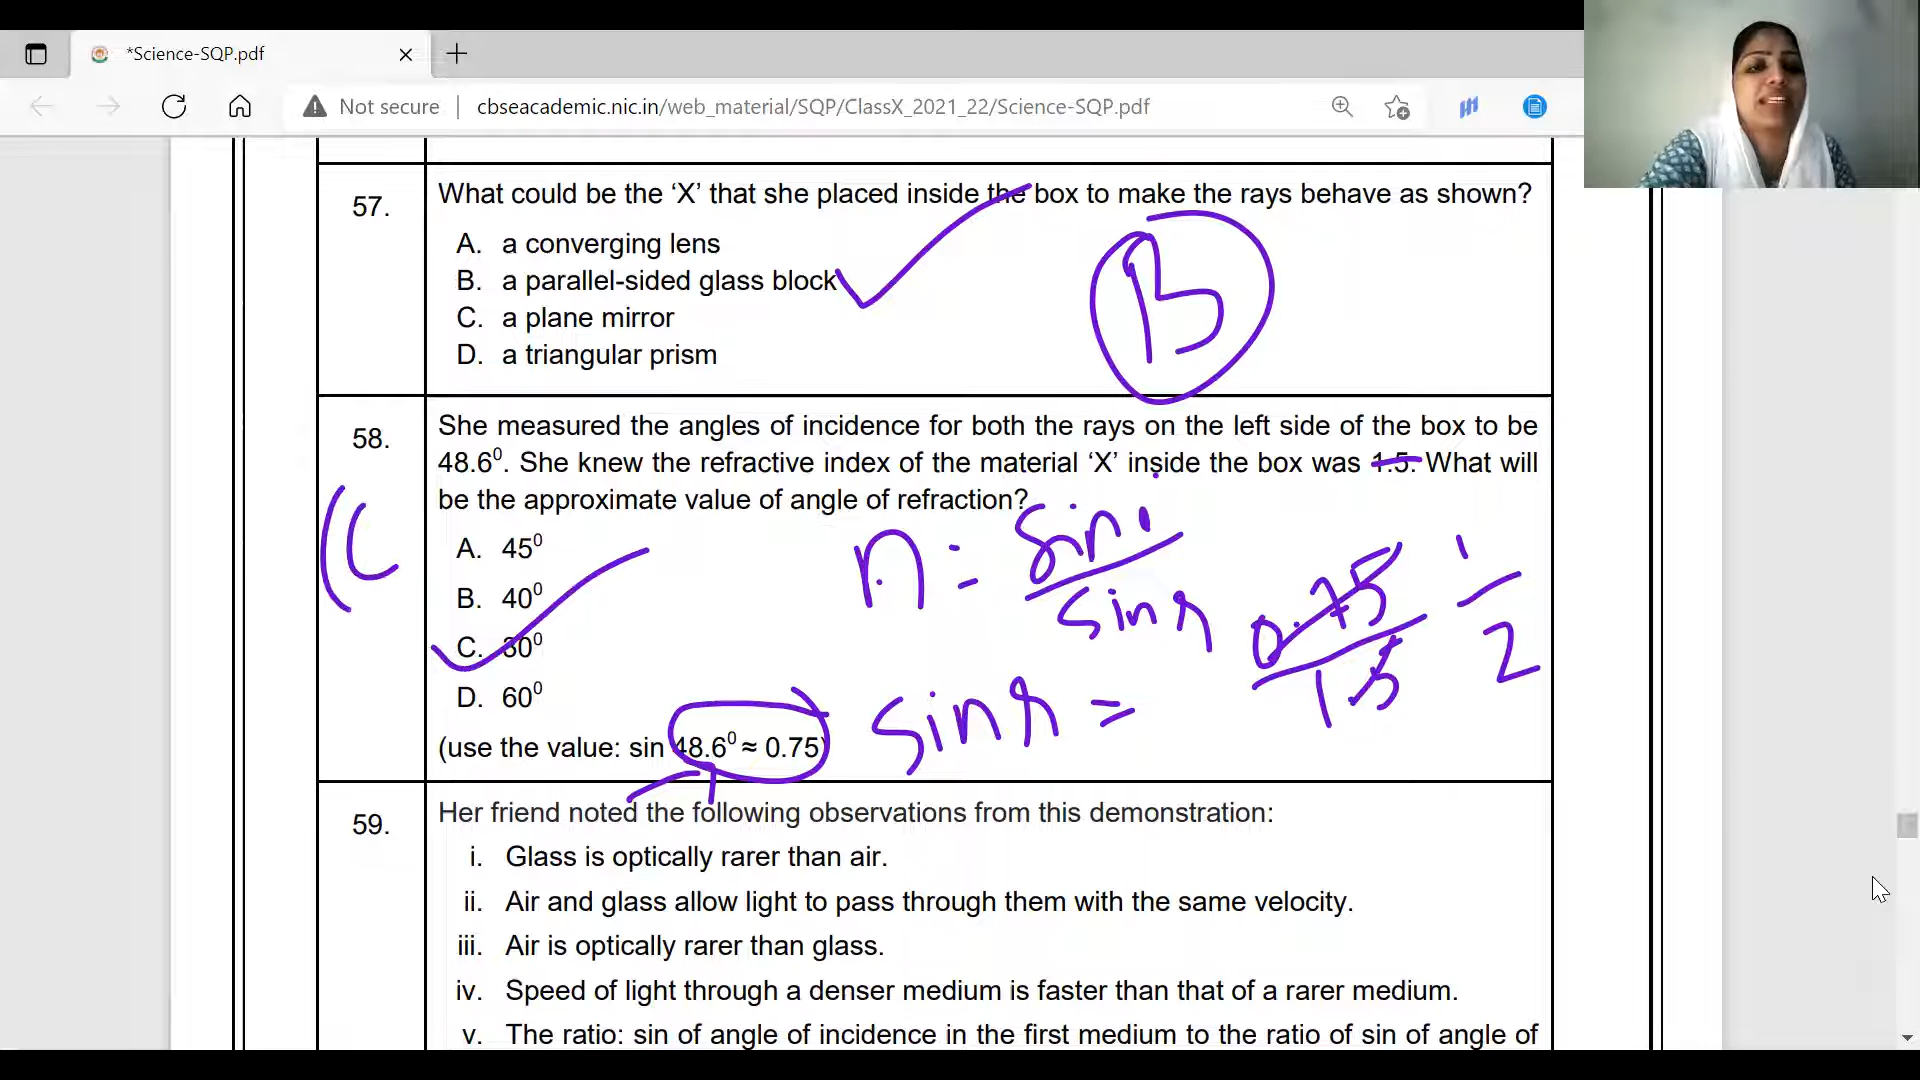 *Science-SQP.pdf
Not secure
cbseacademic.nic.in/web_material/SQP/ClassX_2021_22/Science-SQP.pdf
57.
What could be the ‘X’ that she placed inside the box to make the rays behave as shown?
A. a converging lens
B. a parallel-sided glass block
C. a plane mirror
D. a triangular prism
B
58.
She measured the angles of incidence for both the rays on the left side of the box to be
48.6⁰. She knew the refractive index of the material ‘X’ inside the box was 1.5. What will
be the approximate value of angle of refraction?
(C
A. 45⁰
B. 40⁰
C. 30⁰
D. 60⁰
(use the value: sin 48.6⁰ ≈ 0.75)
n = sin i / sin r
sin r = 0.75 / 1.5 1/2
59.
Her friend noted the following observations from this demonstration:
i. Glass is optically rarer than air.
ii. Air and glass allow light to pass through them with the same velocity.
iii. Air is optically rarer than glass.
iv. Speed of light through a denser medium is faster than that of a rarer medium.
v. The ratio: sin of angle of incidence in the first medium to the ratio of sin of angle of